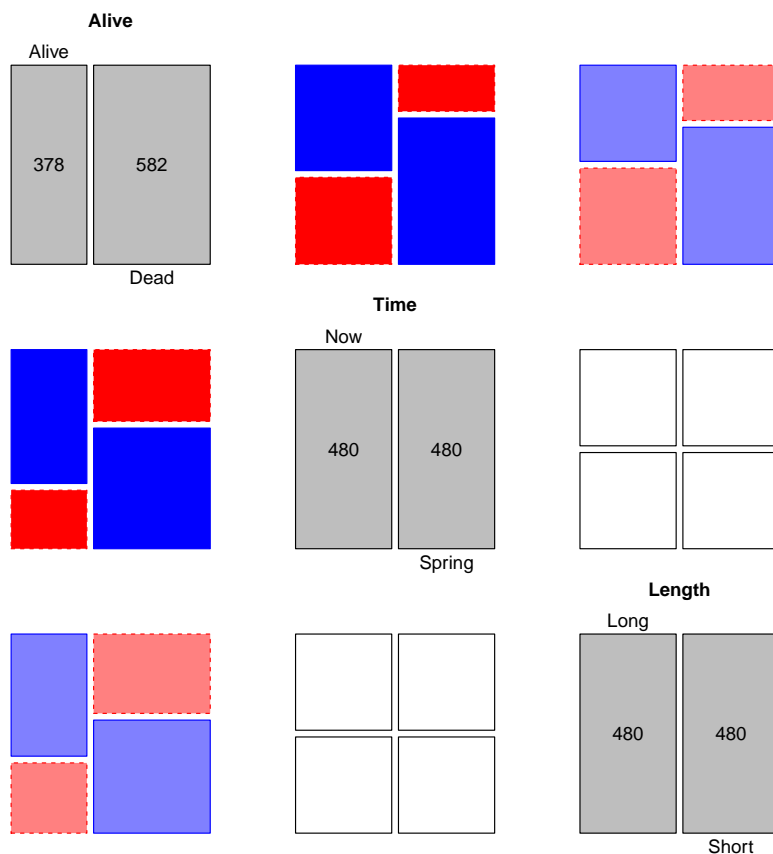 Alive
Alive
378 582
Dead
Time
Now
480 480
Spring
Length
Long
480 480
Short